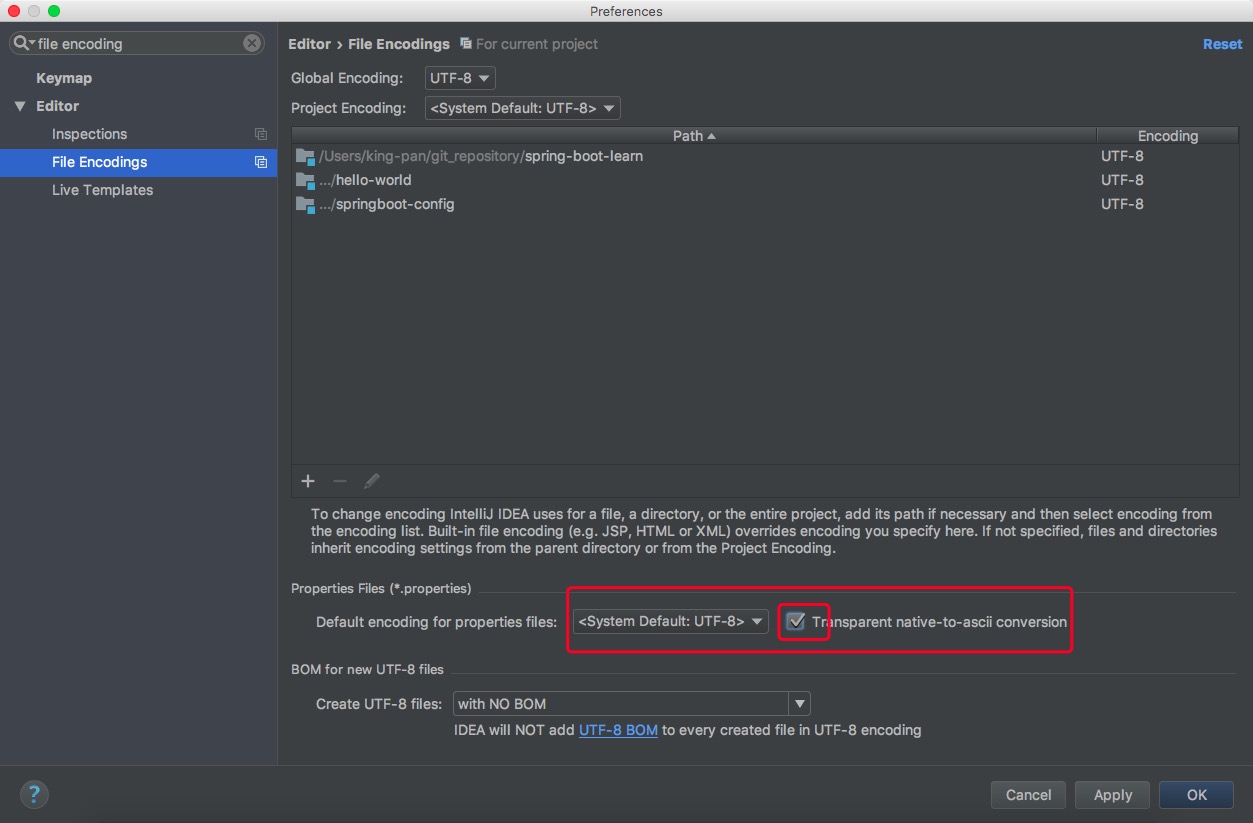 Preferences
file encoding
Keymap
Editor
Inspections
File Encodings
Live Templates
Editor › File Encodings For current project
Reset
Global Encoding: UTF-8
Project Encoding: <System Default: UTF-8>
Path Encoding
/Users/king-pan/git_repository/spring-boot-learn UTF-8
.../hello-world UTF-8
.../springboot-config UTF-8
To change encoding IntelliJ IDEA uses for a file, a directory, or the entire project, add its path if necessary and then select encoding from
the encoding list. Built-in file encoding (e.g. JSP, HTML or XML) overrides encoding you specify here. If not specified, files and directories
inherit encoding settings from the parent directory or from the Project Encoding.
Properties Files (*.properties)
Default encoding for properties files: <System Default: UTF-8> Transparent native-to-ascii conversion
BOM for new UTF-8 files
Create UTF-8 files: with NO BOM
IDEA will NOT add UTF-8 BOM to every created file in UTF-8 encoding
?
Cancel Apply OK